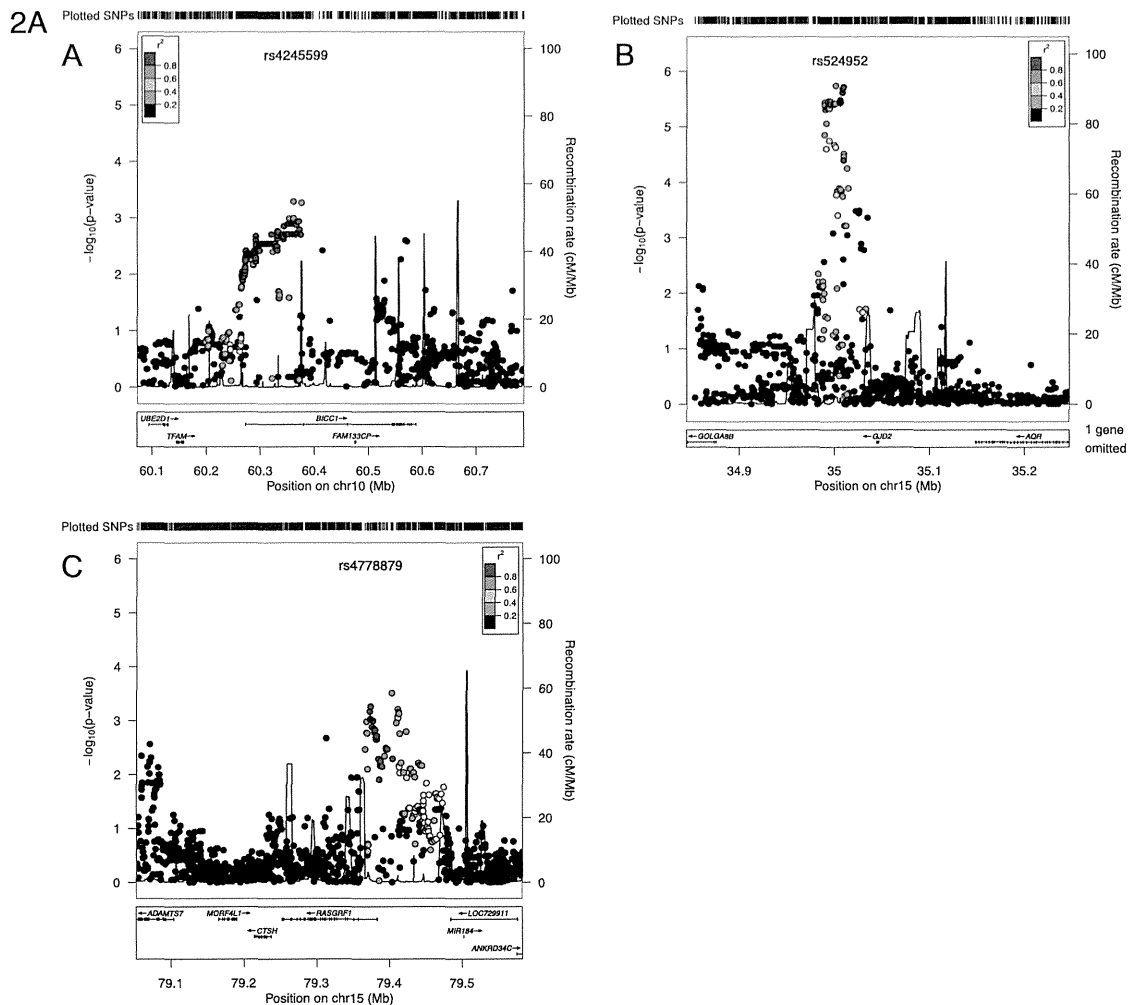 2A
Plotted SNPs
A
rs4245599
r²
0.8
0.6
0.4
0.2
6
5
4
3
2
1
0
−log10(p−value)
100
80
60
40
20
0
Recombination rate (cM/Mb)
UBE2D1→
BICC1→
TFAM→
FAM133CP→
60.1 60.2 60.3 60.4 60.5 60.6 60.7
Position on chr10 (Mb)
Plotted SNPs
B
rs524952
r²
0.8
0.6
0.4
0.2
6
5
4
3
2
1
0
−log10(p−value)
100
80
60
40
20
0
Recombination rate (cM/Mb)
←GOLGA8B
←GJD2
←AQR
1 gene
omitted
34.9 35 35.1 35.2
Position on chr15 (Mb)
Plotted SNPs
C
rs4778879
r²
0.8
0.6
0.4
0.2
6
5
4
3
2
1
0
−log10(p−value)
100
80
60
40
20
0
Recombination rate (cM/Mb)
←ADAMTS7
MORF4L1→
←RASGRF1
←LOC729911
←CTSH
MIR184→
ANKRD34C→
79.1 79.2 79.3 79.4 79.5
Position on chr15 (Mb)